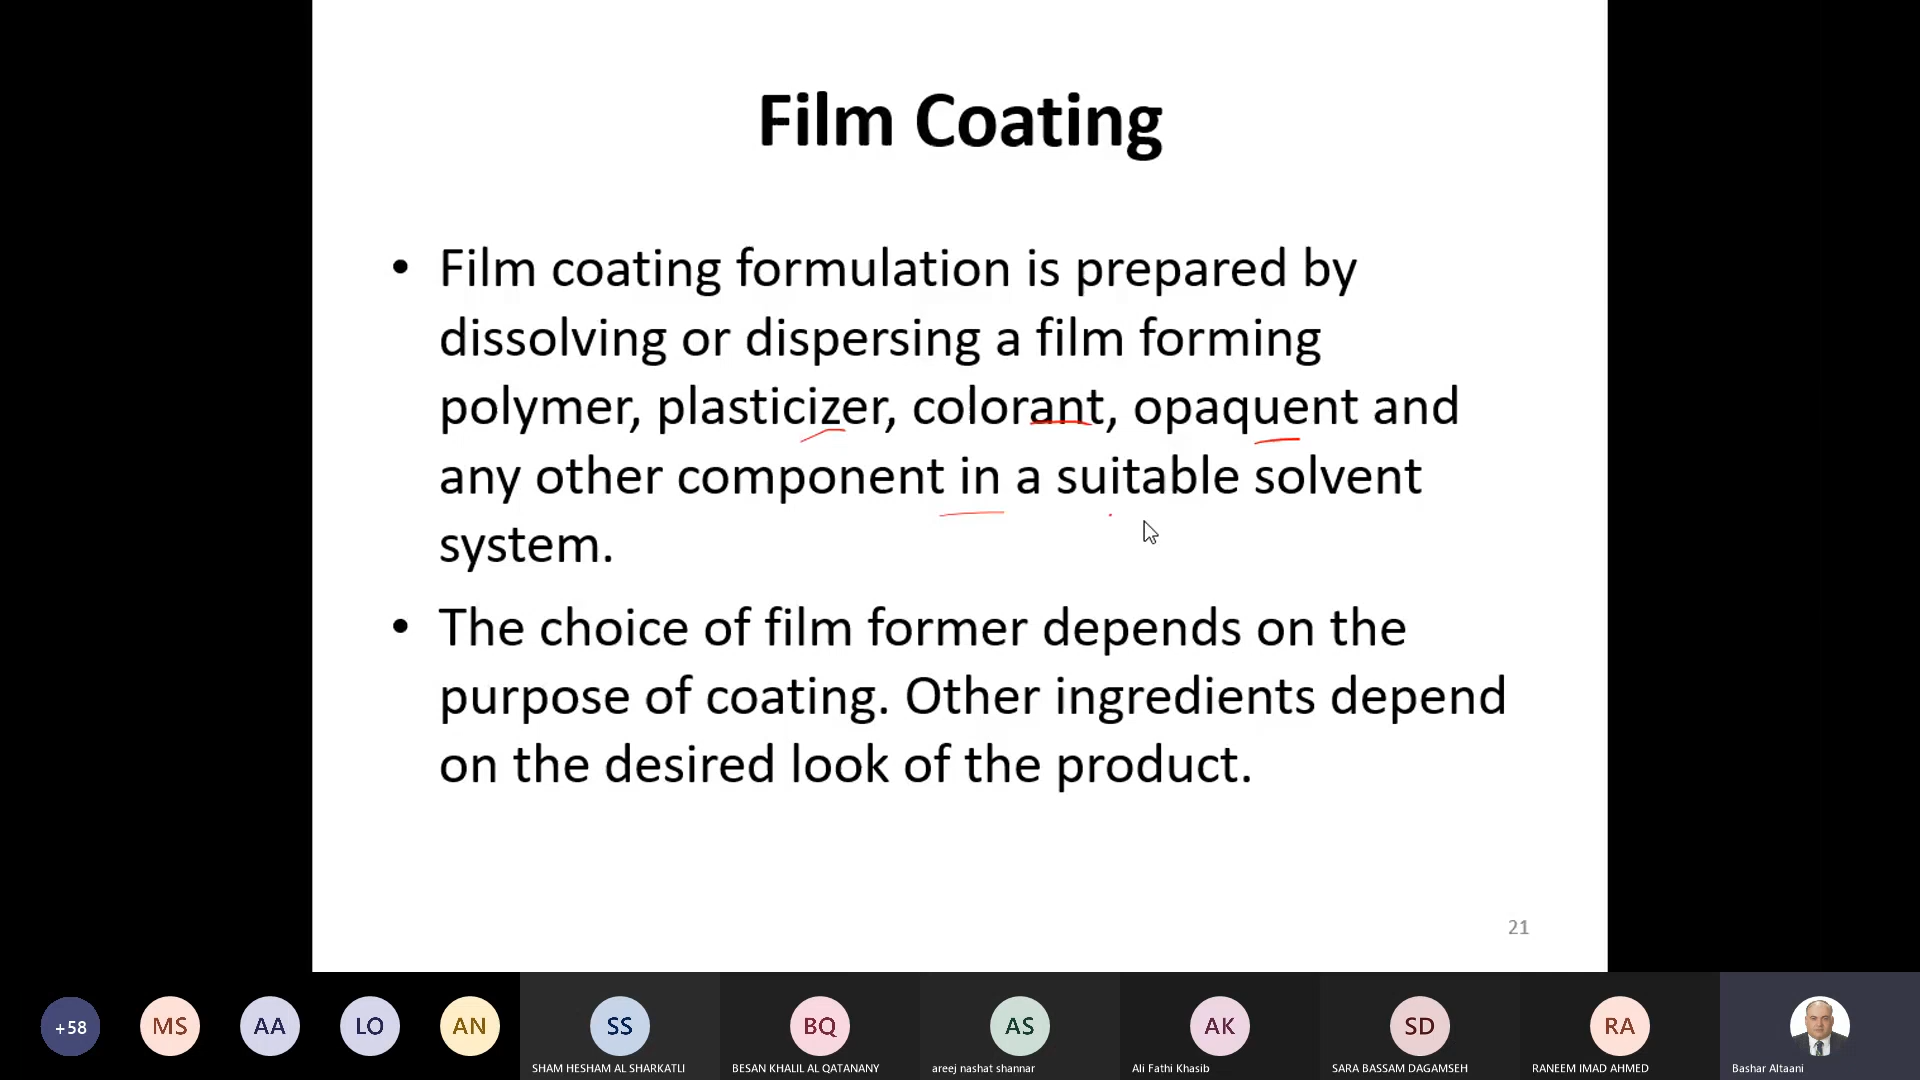 Film Coating
• Film coating formulation is prepared by
dissolving or dispersing a film forming
polymer, plasticizer, colorant, opaquent and
any other component in a suitable solvent
system.
• The choice of film former depends on the
purpose of coating. Other ingredients depend
on the desired look of the product.
21
+58
MS
AA
LO
AN
SS
BQ
AS
AK
SD
RA
SHAM HESHAM AL SHARKATLI
BESAN KHALIL AL QATANANY
areej nashat shannar
Ali Fathi Khasib
SARA BASSAM DAGAMSEH
RANEEM IMAD AHMED
Bashar Altaani